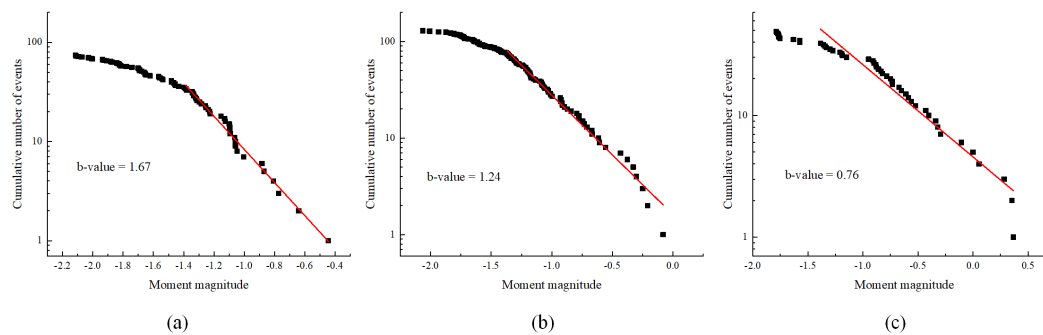 100
10
1
Cumulative number of events
b-value = 1.67
-2.2 -2.0 -1.8 -1.6 -1.4 -1.2 -1.0 -0.8 -0.6 -0.4
Moment magnitude
(a)
100
10
1
Cumulative number of events
b-value = 1.24
-2.0 -1.5 -1.0 -0.5 0.0
Moment magnitude
(b)
10
1
Cumulative number of events
b-value = 0.76
-2.0 -1.5 -1.0 -0.5 0.0 0.5
Moment magnitude
(c)